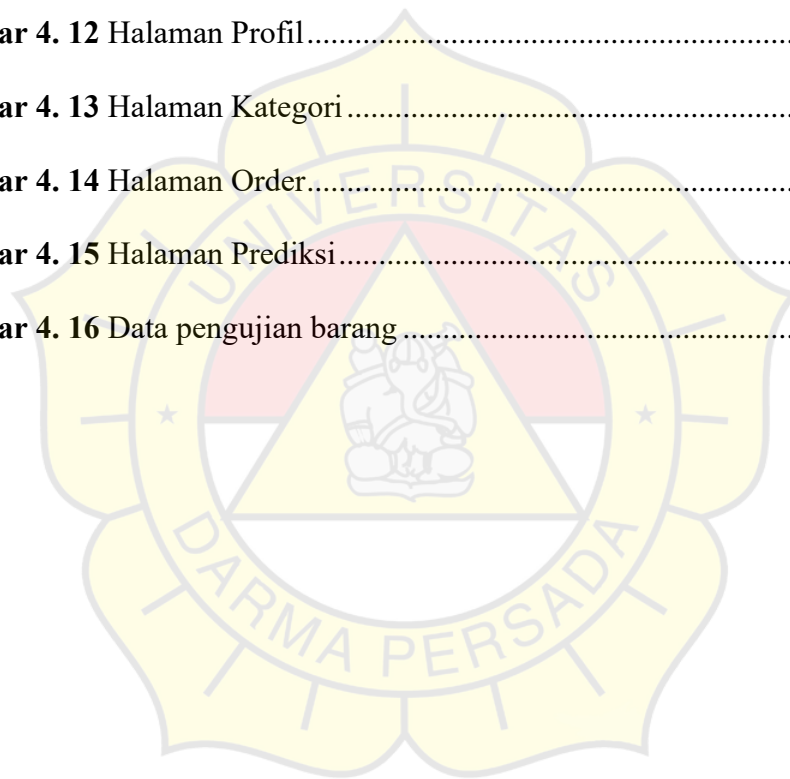 ar 4. 12 Halaman Profil................................................................
ar 4. 13 Halaman Kategori............................................................
ar 4. 14 Halaman Order................................................................
ar 4. 15 Halaman Prediksi............................................................
ar 4. 16 Data pengujian barang....................................................
UNIVERSITAS
DARMA PERSADA